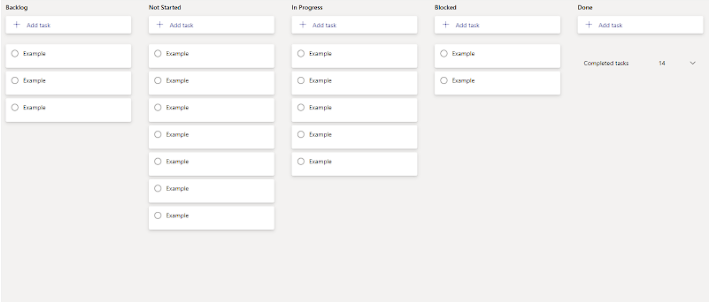 Backlog
+ Add task
Example
Example
Example
Not Started
+ Add task
Example
Example
Example
Example
Example
Example
Example
In Progress
+ Add task
Example
Example
Example
Example
Example
Blocked
+ Add task
Example
Example
Done
+ Add task
Completed tasks 14